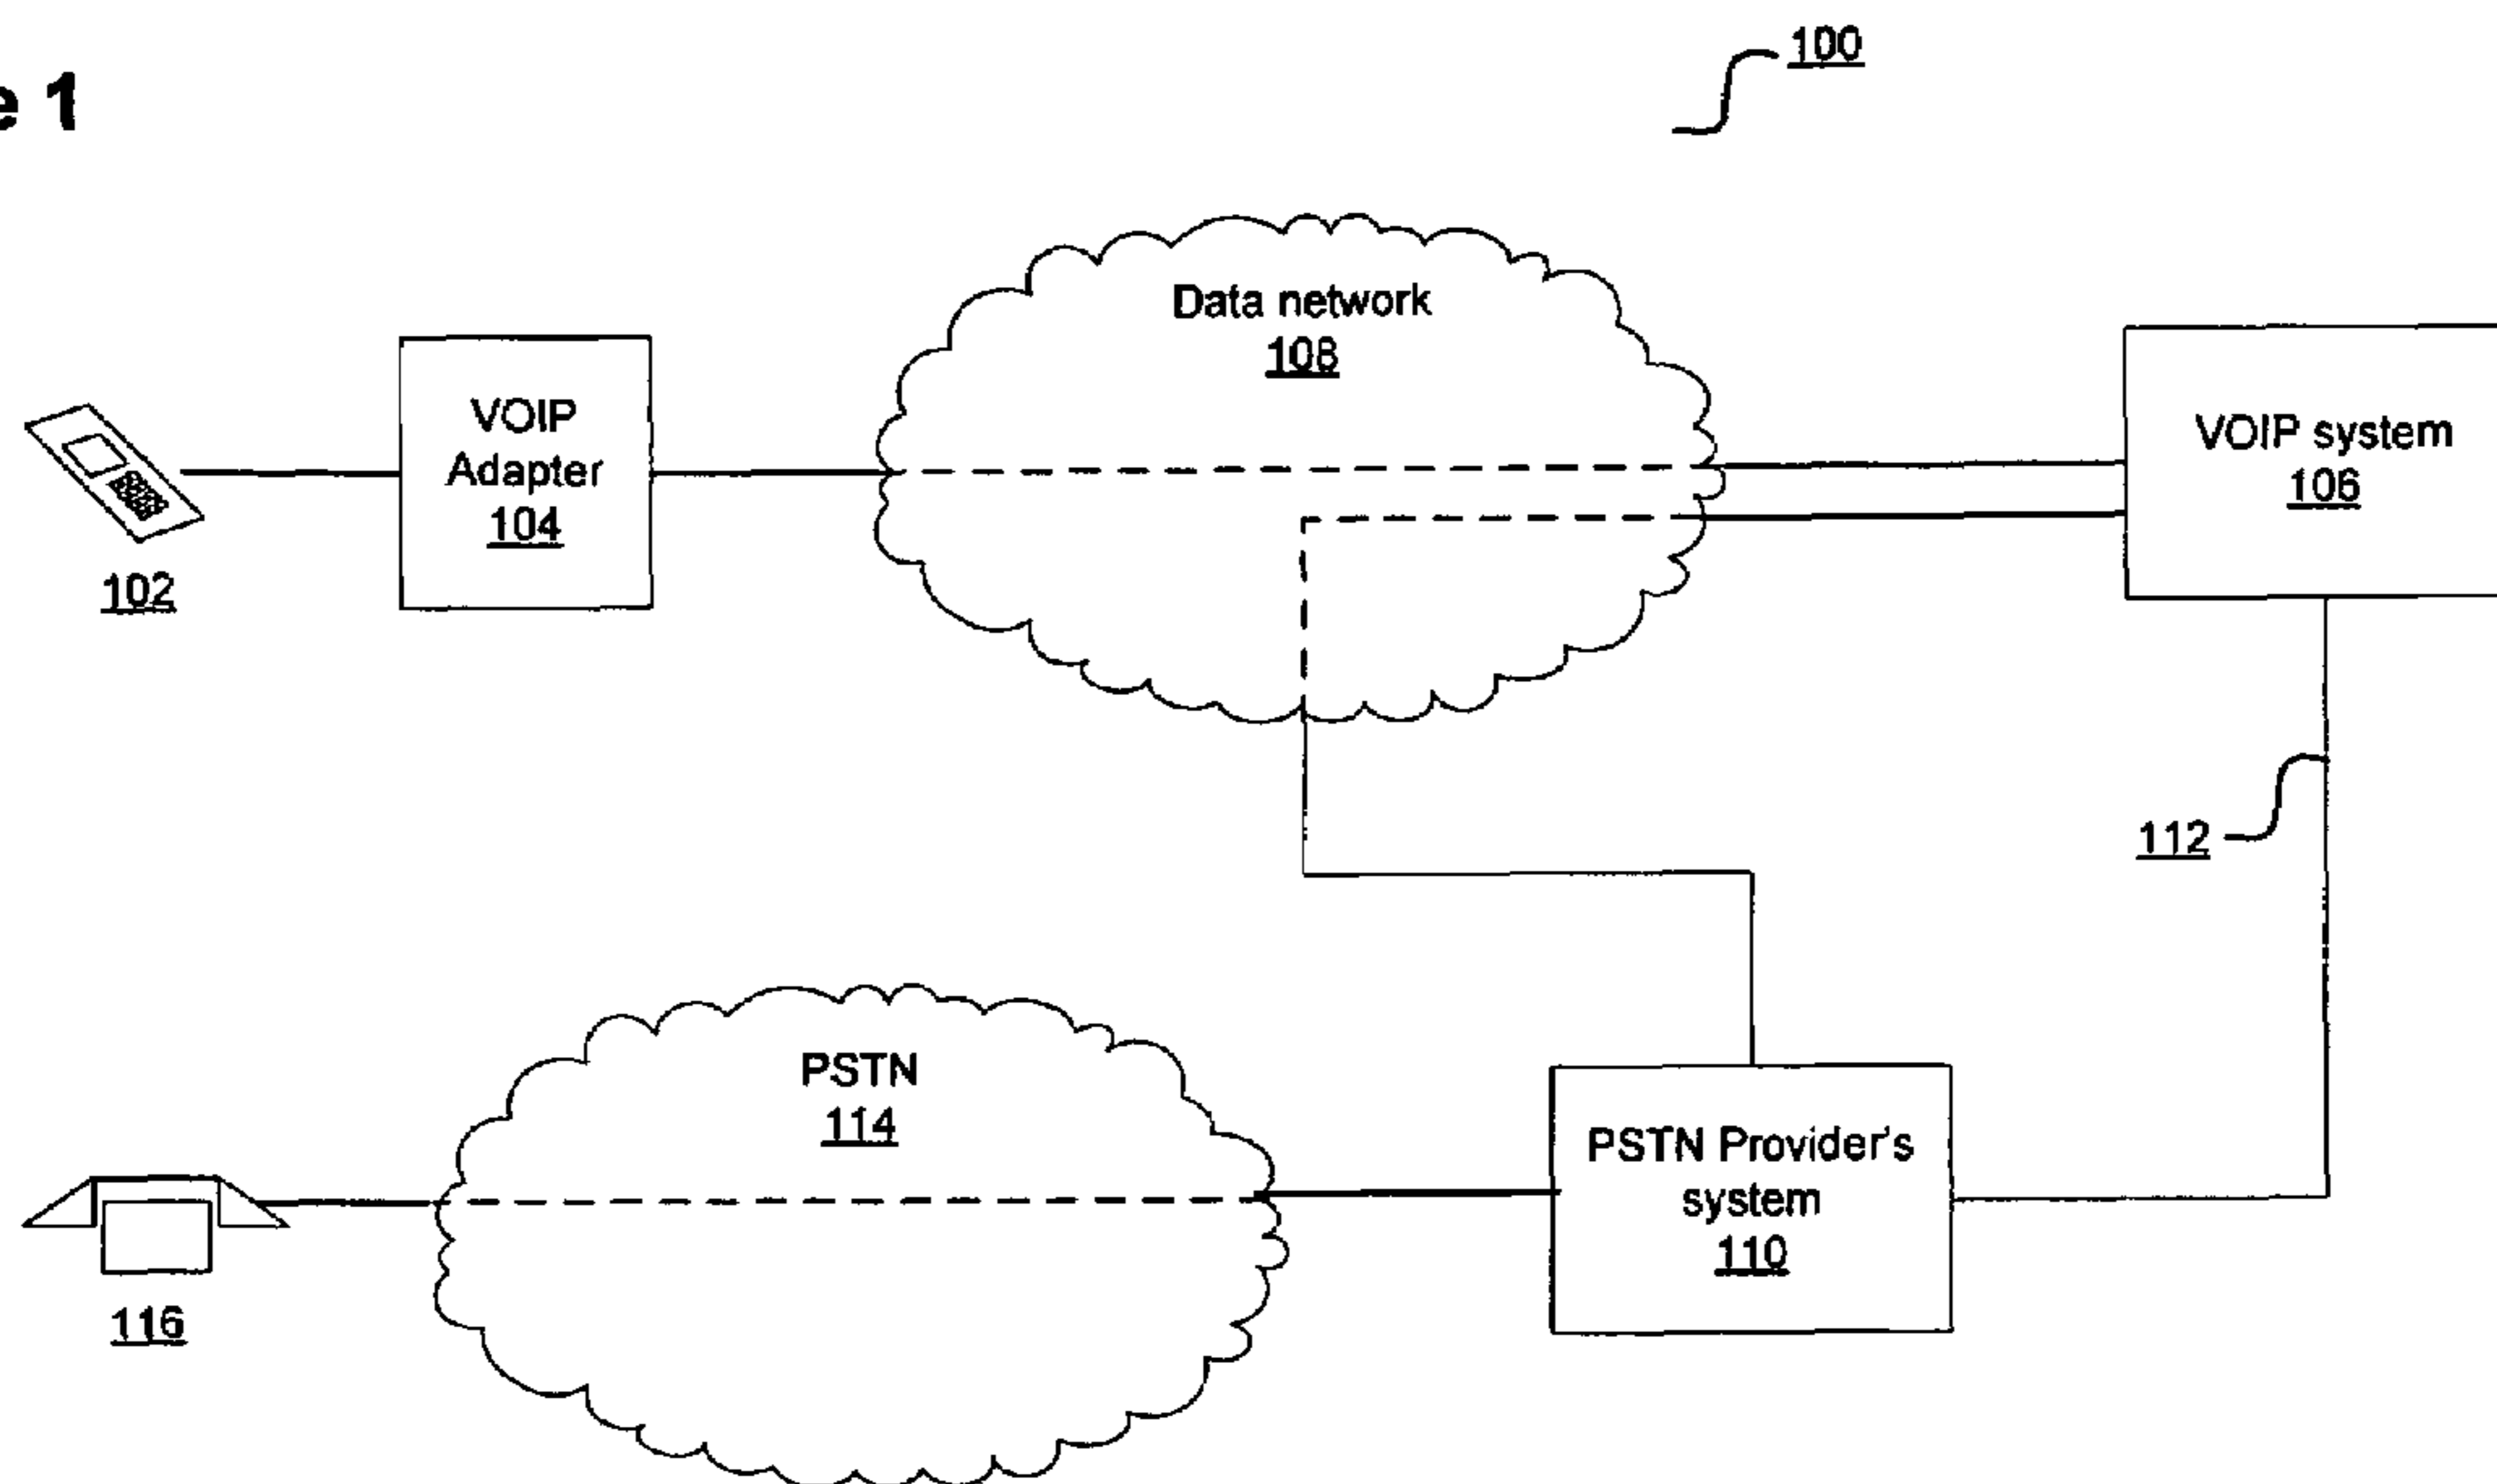 100
e 1
Data network
108
VOIP
Adapter
104
VOIP system
106
102
112
PSTN
114
PSTN Provider's
system
110
116